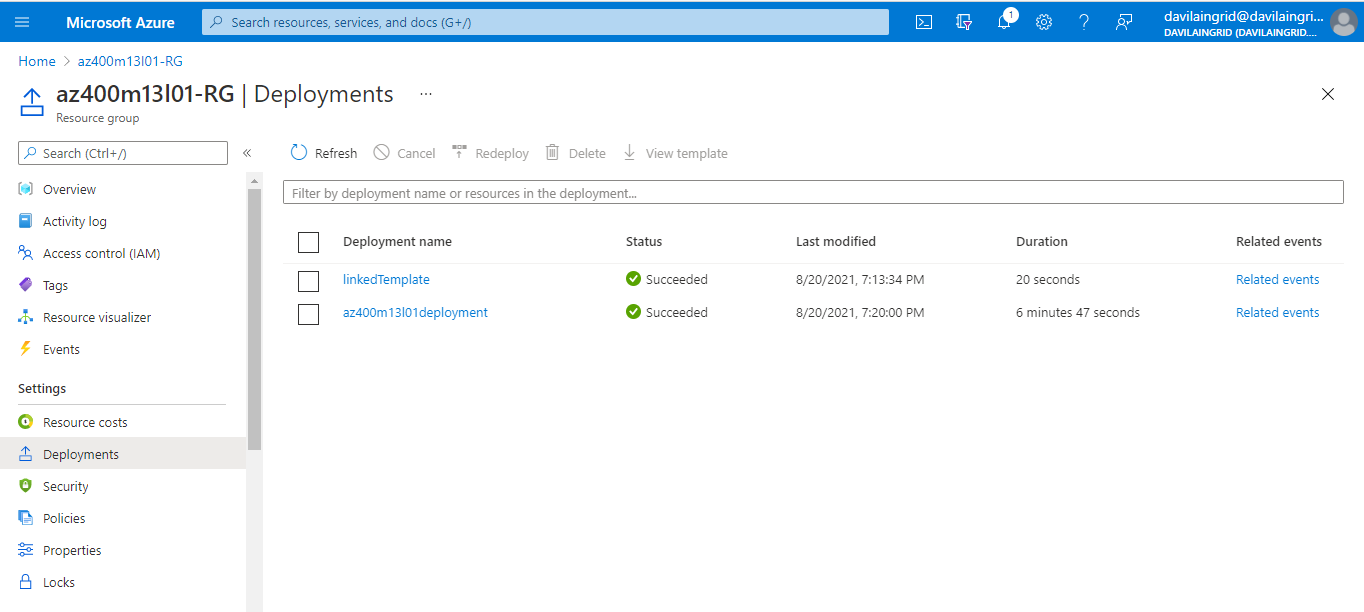 Microsoft Azure
Search resources, services, and docs (G+/)
1
davilaingrid@davilaingri...
DAVILAINGRID (DAVILAINGRID....
Home > az400m13l01-RG
az400m13l01-RG | Deployments ...
Resource group
Search (Ctrl+/) «
Overview
Activity log
Access control (IAM)
Tags
Resource visualizer
Events
Settings
Resource costs
Deployments
Security
Policies
Properties
Locks
Refresh Cancel Redeploy Delete View template
Filter by deployment name or resources in the deployment...
Deployment name Status Last modified Duration Related events
linkedTemplate Succeeded 8/20/2021, 7:13:34 PM 20 seconds Related events
az400m13l01deployment Succeeded 8/20/2021, 7:20:00 PM 6 minutes 47 seconds Related events